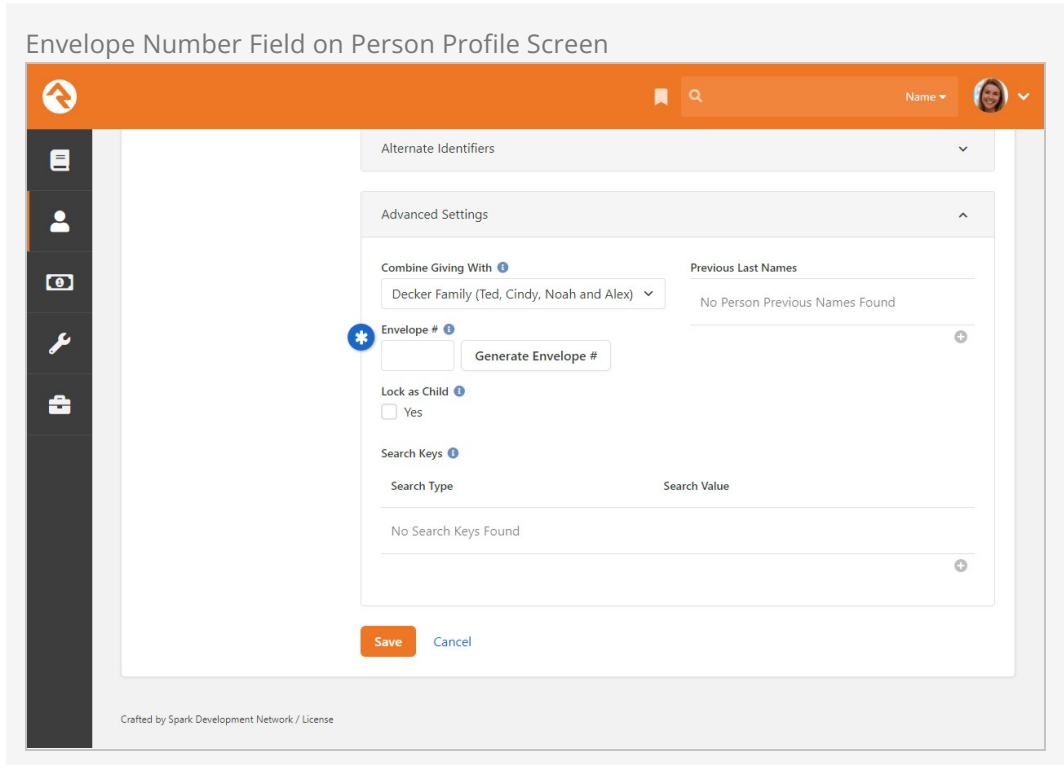 Envelope Number Field on Person Profile Screen
Name
Alternate Identifiers
Advanced Settings
Combine Giving With
Previous Last Names
Decker Family (Ted, Cindy, Noah and Alex)
No Person Previous Names Found
Envelope #
Generate Envelope #
Lock as Child
Yes
Search Keys
Search Type Search Value
No Search Keys Found
Save Cancel
Crafted by Spark Development Network / License